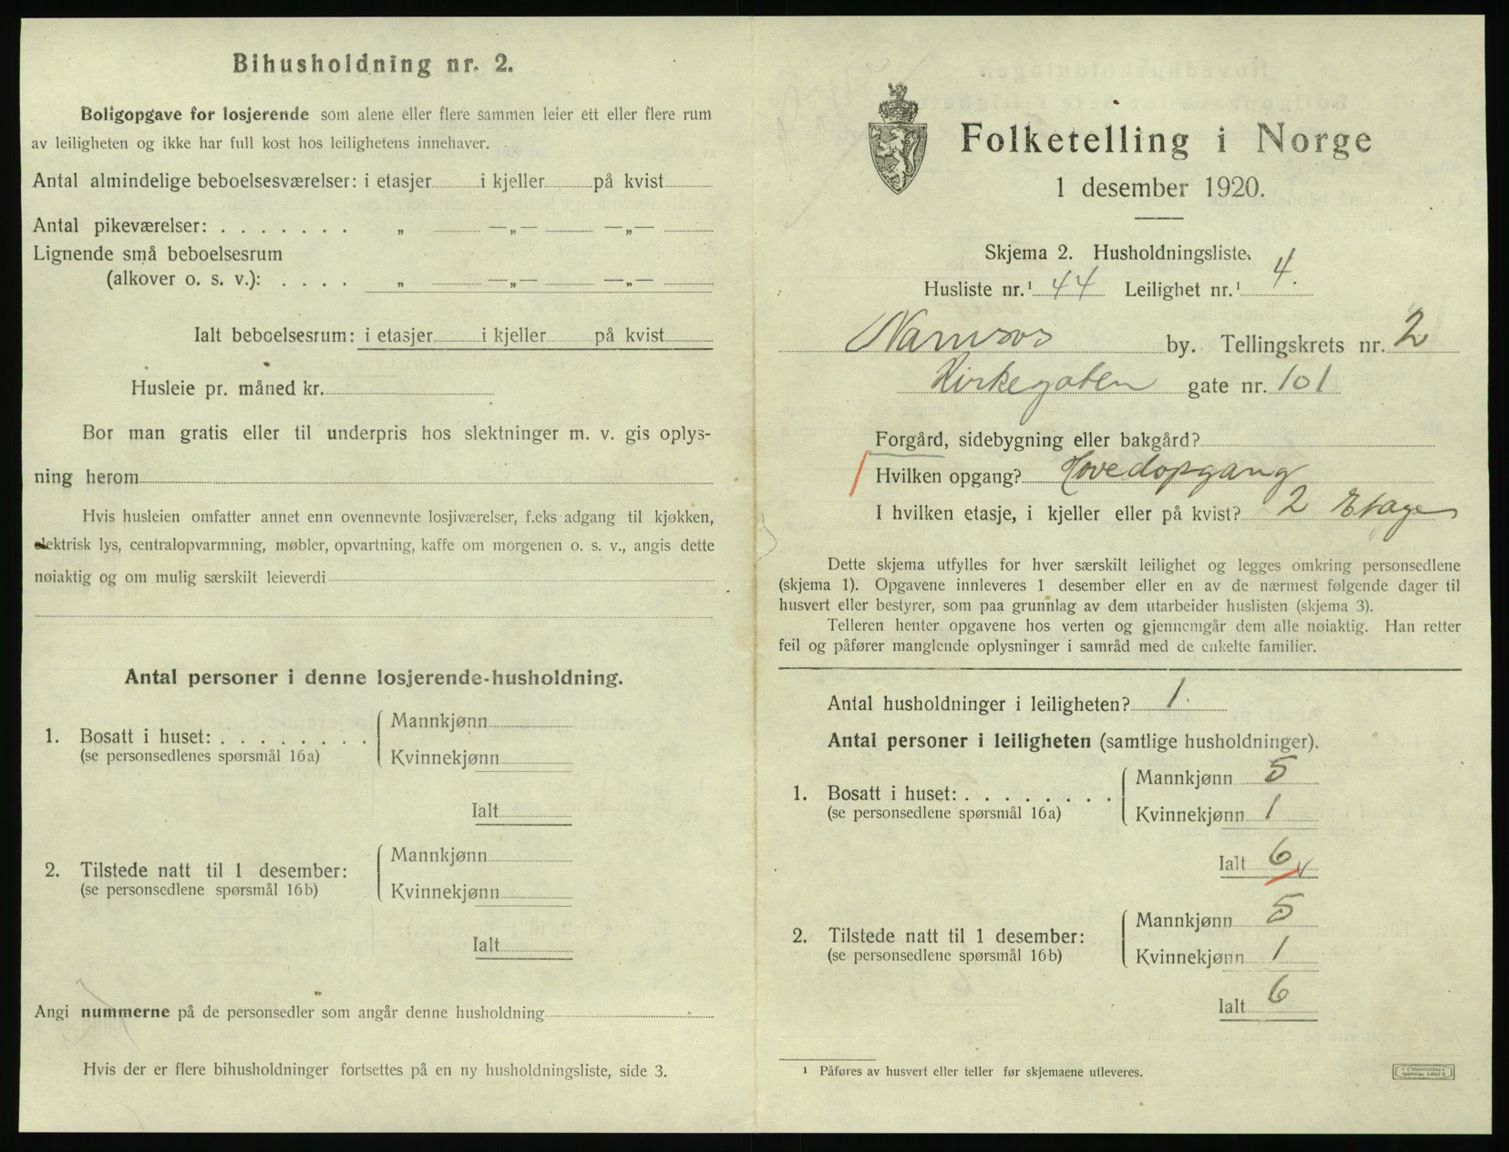 Bihusholdning nr. 2.
Boligopgave for losjerende som alene eller flere sammen leier ett eller flere rum
av leiligheten og ikke har full kost hos leilighetens innehaver.
Antal almindelige beboelsesværelser: i etasjer i kjeller på kvist
Antal pikeværelser: . . . . . . . „ —„— —„—
Lignende små beboelsesrum
(alkover o. s. v.): . . . . „ —„— —„—
Ialt beboelsesrum: i etasjer i kjeller på kvist
Husleie pr. måned kr.
Bor man gratis eller til underpris hos slektninger m. v. gis oplys-
ning herom
Hvis husleien omfatter annet enn ovennevnte losjiværelser, f.eks adgang til kjøkken,
elektrisk lys, centralopvarmning, møbler, opvartning, kaffe om morgenen o. s. v., angis dette
nøiaktig og om mulig særskilt leieverdi
Antal personer i denne losjerende-husholdning.
1. Bosatt i huset: . . . . . . . .
(se personsedlenes spørsmål 16a)
Mannkjønn
Kvinnekjønn
Ialt
2. Tilstede natt til 1 desember:
(se personsedlene spørsmål 16b)
Mannkjønn
Kvinnekjønn
Ialt
Angi nummerne på de personsedler som angår denne husholdning
Hvis der er flere bihusholdninger fortsettes på en ny husholdningsliste, side 3.
Folketelling i Norge
1 desember 1920.
Skjema 2. Husholdningsliste.
Husliste nr.¹ 44 Leilighet nr.¹ 4.
Namsos by. Tellingskrets nr. 2
Kirkegaten gate nr. 101
Forgård, sidebygning eller bakgård?
Hvilken opgang? Hovedopgang
I hvilken etasje, i kjeller eller på kvist? 2 Etage
Dette skjema utfylles for hver særskilt leilighet og legges omkring personsedlene
(skjema 1). Opgavene innleveres 1 desember eller en av de nærmest følgende dager til
husvert eller bestyrer, som paa grunnlag av dem utarbeider huslisten (skjema 3).
Telleren henter opgavene hos verten og gjennemgår dem alle nøiaktig. Han retter
feil og påfører manglende oplysninger i samråd med de enkelte familier.
Antal husholdninger i leiligheten? 1.
Antal personer i leiligheten (samtlige husholdninger).
1. Bosatt i huset: . . . . . . . .
(se personsedlene spørsmål 16a)
Mannkjønn 5
Kvinnekjønn 1
Ialt 6
2. Tilstede natt til 1 desember:
(se personsedlene spørsmål 16b)
Mannkjønn 5
Kvinnekjønn 1
Ialt 6
¹ Påføres av husvert eller teller før skjemaene utleveres.